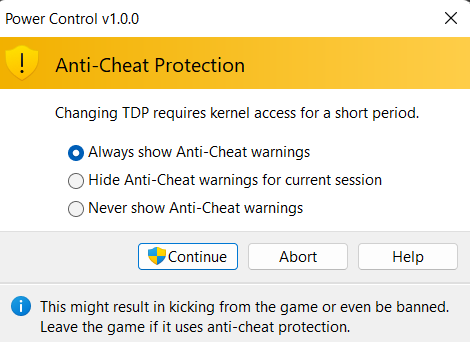 Power Control v1.0.0
Anti-Cheat Protection
Changing TDP requires kernel access for a short period.
Always show Anti-Cheat warnings
Hide Anti-Cheat warnings for current session
Never show Anti-Cheat warnings
Continue Abort Help
This might result in kicking from the game or even be banned.
Leave the game if it uses anti-cheat protection.